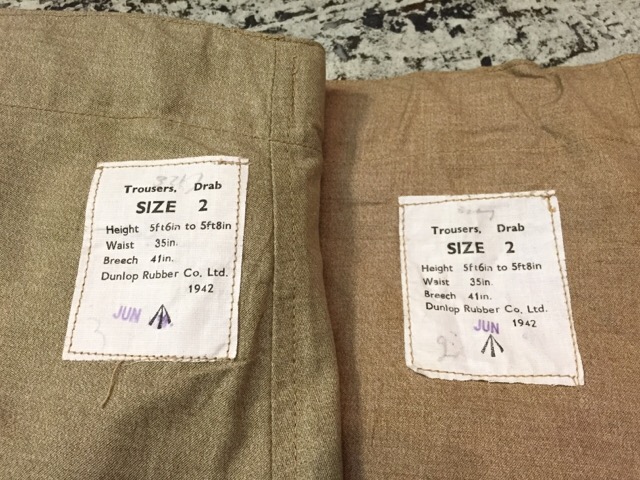 Trousers, Drab
SIZE 2
Height 5ft6in to 5ft8in
Waist 35in.
Breech 41in.
Dunlop Rubber Co. Ltd.
1942
JUN
Trousers, Drab
SIZE 2
Height 5ft6in to 5ft8in
Waist 35in.
Breech 41in.
Dunlop Rubber Co, Ltd.
JUN 1942